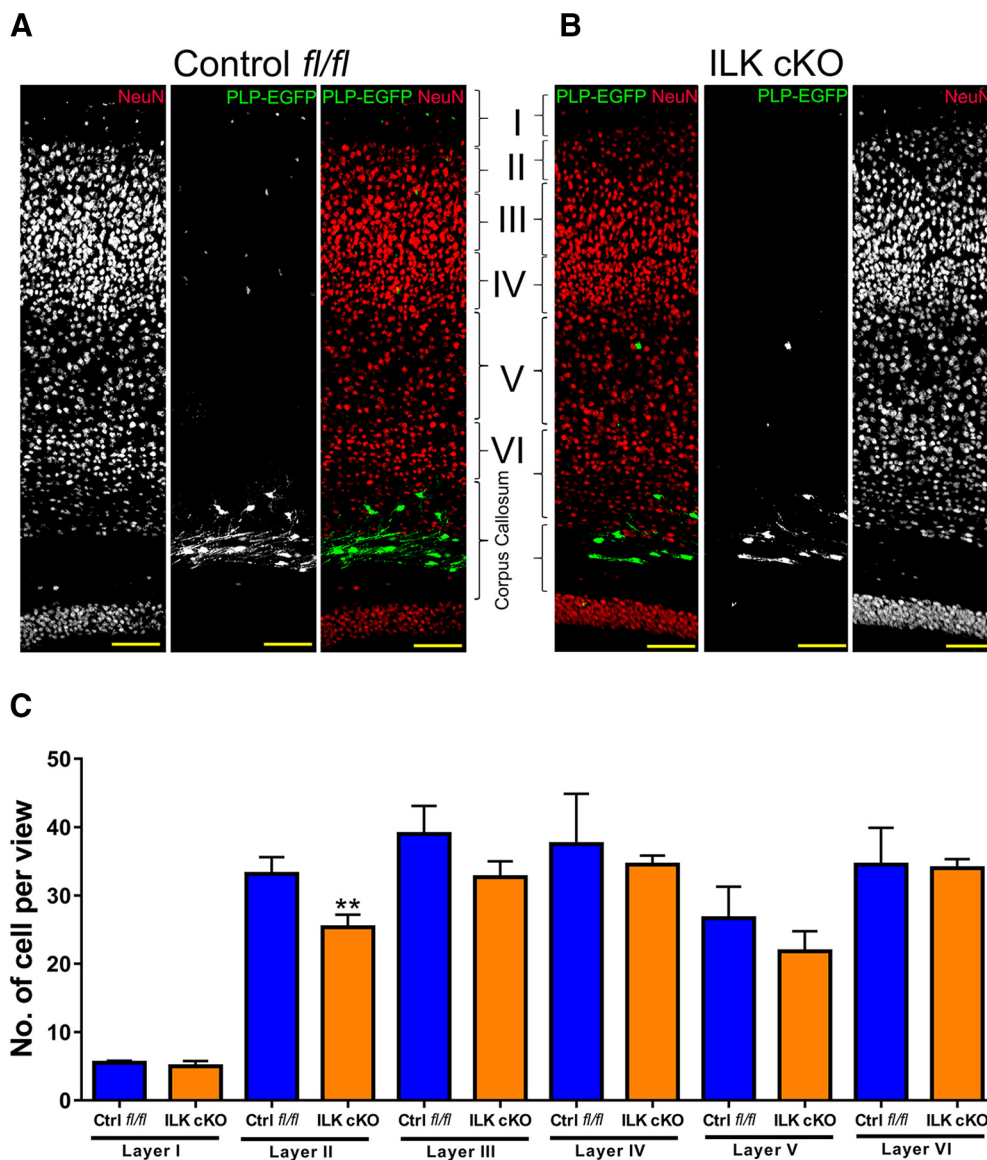 A
B
Control fl/fl
ILK cKO
NeuN
PLP-EGFP
PLP-EGFP NeuN
PLP-EGFP NeuN
PLP-EGFP
NeuN
I
II
III
IV
V
VI
Corpus Callosum
C
No. of cell per view
50
40
30
20
10
0
**
Ctrl fl/fl ILK cKO Ctrl fl/fl ILK cKO Ctrl fl/fl ILK cKO Ctrl fl/fl ILK cKO Ctrl fl/fl ILK cKO Ctrl fl/fl ILK cKO
Layer I Layer II Layer III Layer IV Layer V Layer VI